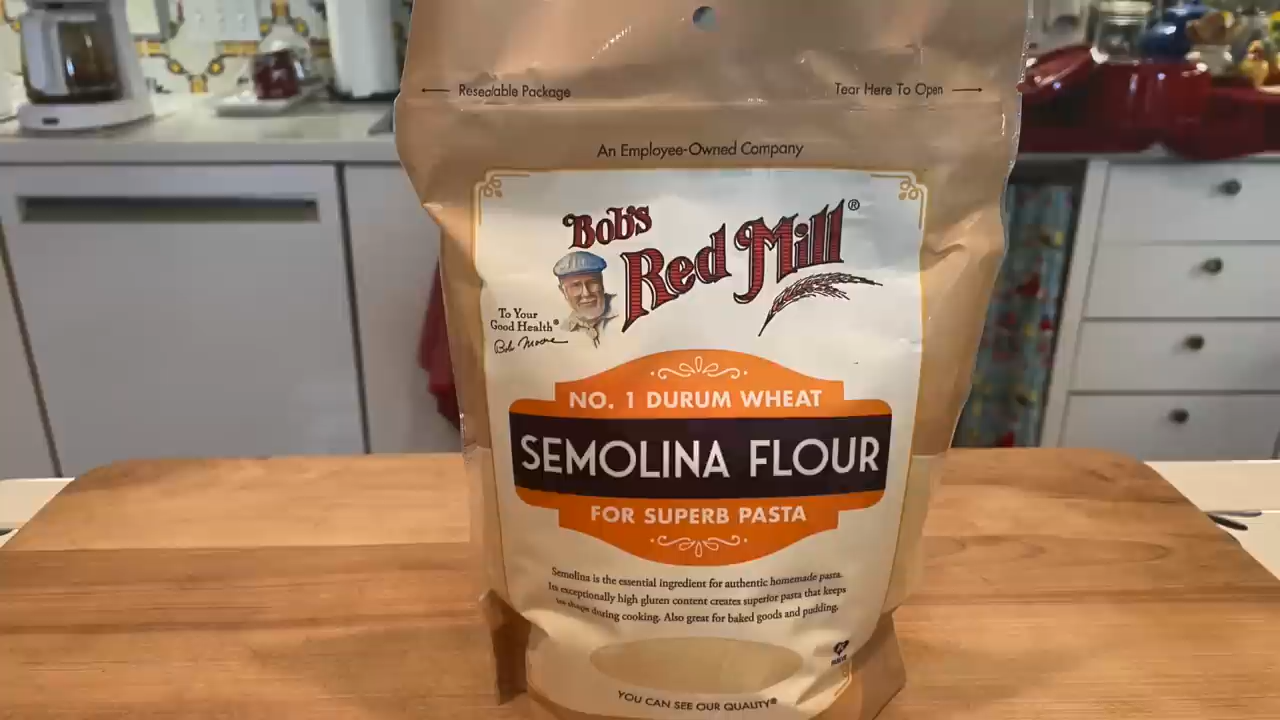 Resealable Package
Tear Here To Open
An Employee-Owned Company
Bob's
Red Mill®
To Your
Good Health®
Bob Moore
NO. 1 DURUM WHEAT
SEMOLINA FLOUR
FOR SUPERB PASTA
Semolina is the essential ingredient for authentic homemade pasta.
Its exceptionally high gluten content creates superior pasta that keeps
its shape during cooking. Also great for baked goods and pudding.
YOU CAN SEE OUR QUALITY®